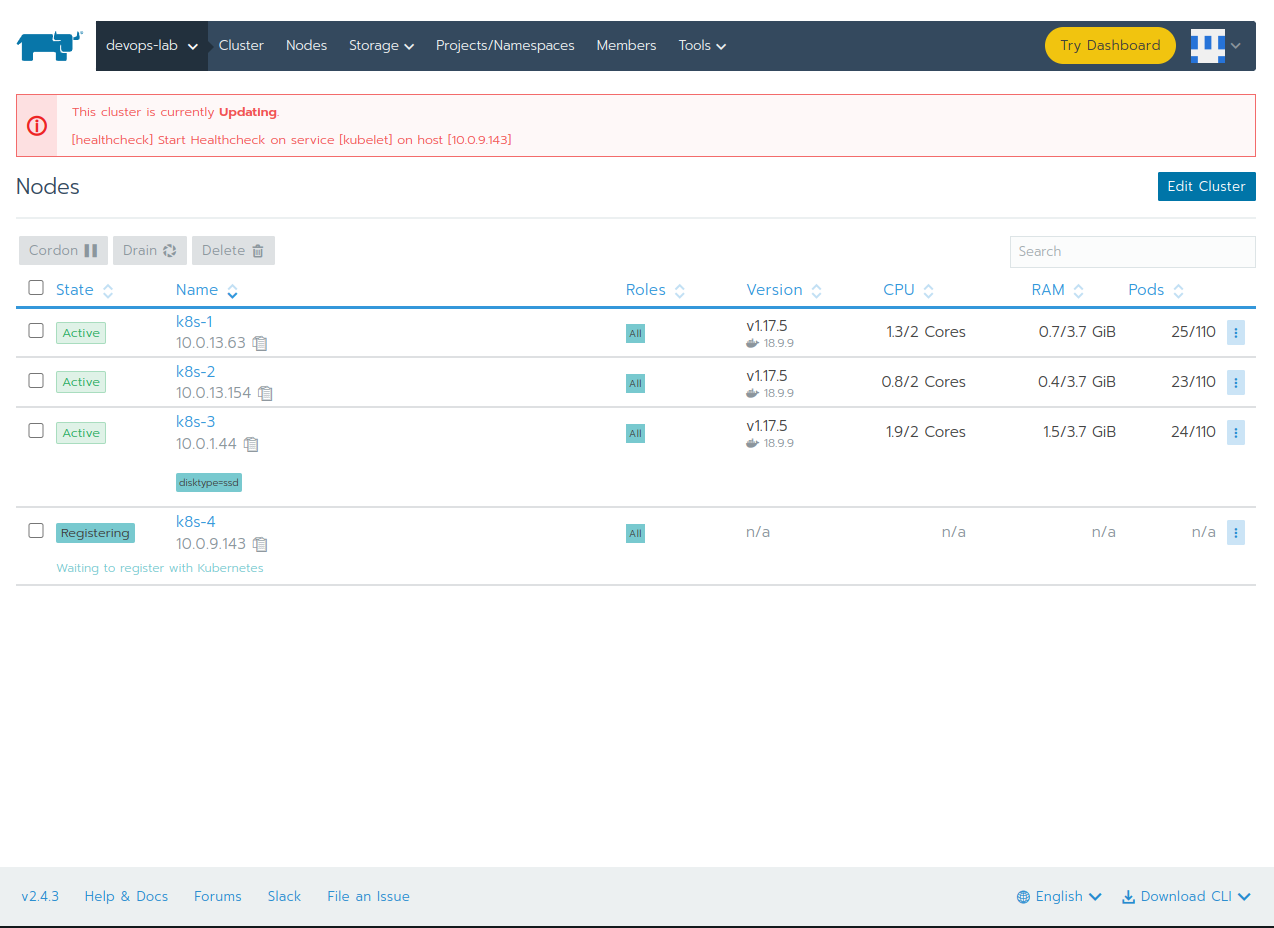 devops-lab Cluster Nodes Storage Projects/Namespaces Members Tools Try Dashboard
This cluster is currently Updating.
[healthcheck] Start Healthcheck on service [kubelet] on host [10.0.9.143]
Nodes Edit Cluster
Cordon Drain Delete Search
State Name Roles Version CPU RAM Pods
Active k8s-1 All v1.17.5 1.3/2 Cores 0.7/3.7 GiB 25/110
10.0.13.63 18.9.9
Active k8s-2 All v1.17.5 0.8/2 Cores 0.4/3.7 GiB 23/110
10.0.13.154 18.9.9
Active k8s-3 All v1.17.5 1.9/2 Cores 1.5/3.7 GiB 24/110
10.0.1.44 18.9.9
disktype=ssd
Registering k8s-4 All n/a n/a n/a n/a
10.0.9.143
Waiting to register with Kubernetes
v2.4.3 Help & Docs Forums Slack File an Issue English Download CLI